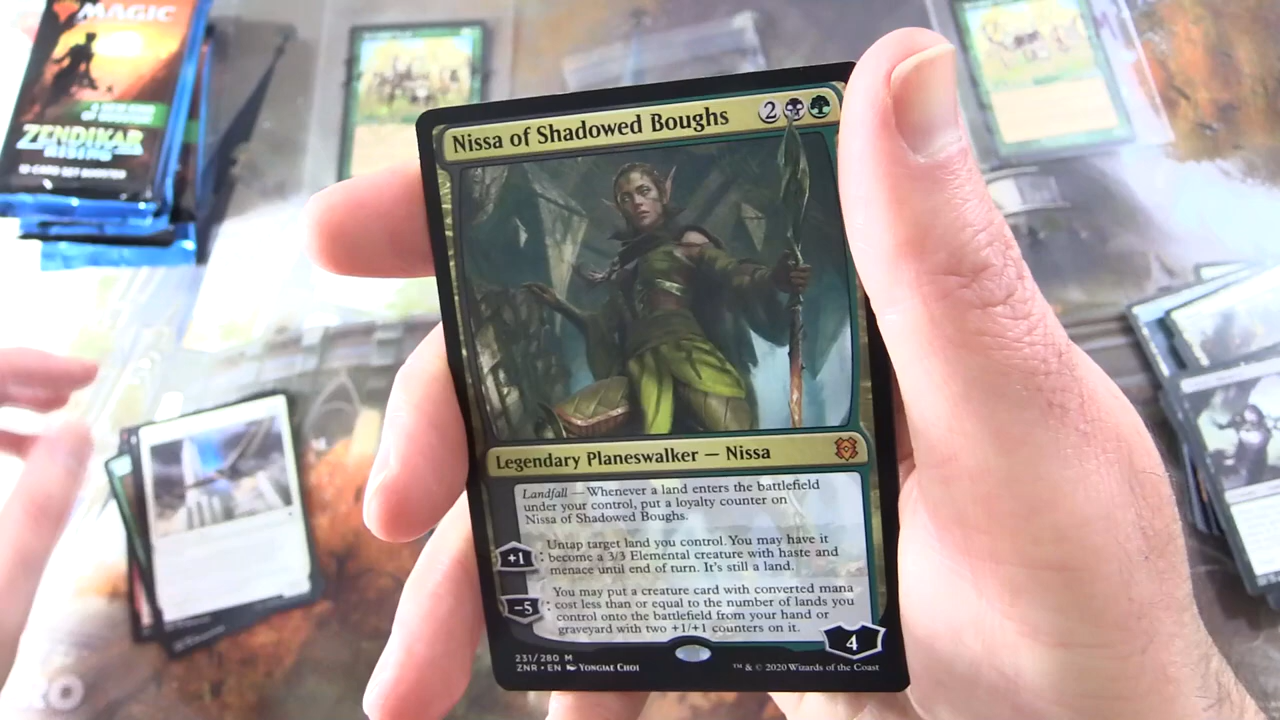 MAGIC
ZENDIKAR
RISING
12 CARD SET BOOSTER
Nissa of Shadowed Boughs
2
Legendary Planeswalker — Nissa
Landfall — Whenever a land enters the battlefield
under your control, put a loyalty counter on
Nissa of Shadowed Boughs.
+1: Untap target land you control. You may have it
become a 3/3 Elemental creature with haste and
menace until end of turn. It's still a land.
−5: You may put a creature card with converted mana
cost less than or equal to the number of lands you
control onto the battlefield from your hand or
graveyard with two +1/+1 counters on it.
4
231/280 M
ZNR • EN Yongjae Choi
™ & © 2020 Wizards of the Coast
RO